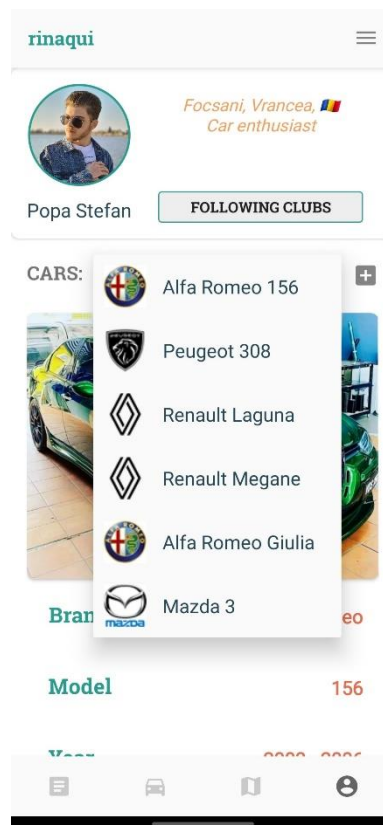 rinaqui
Focsani, Vrancea, 🇷🇴
Car enthusiast
Popa Stefan
FOLLOWING CLUBS
CARS:
Alfa Romeo 156
Peugeot 308
Renault Laguna
Renault Megane
Alfa Romeo Giulia
mazda
Mazda 3
Bran
eo
Model
156